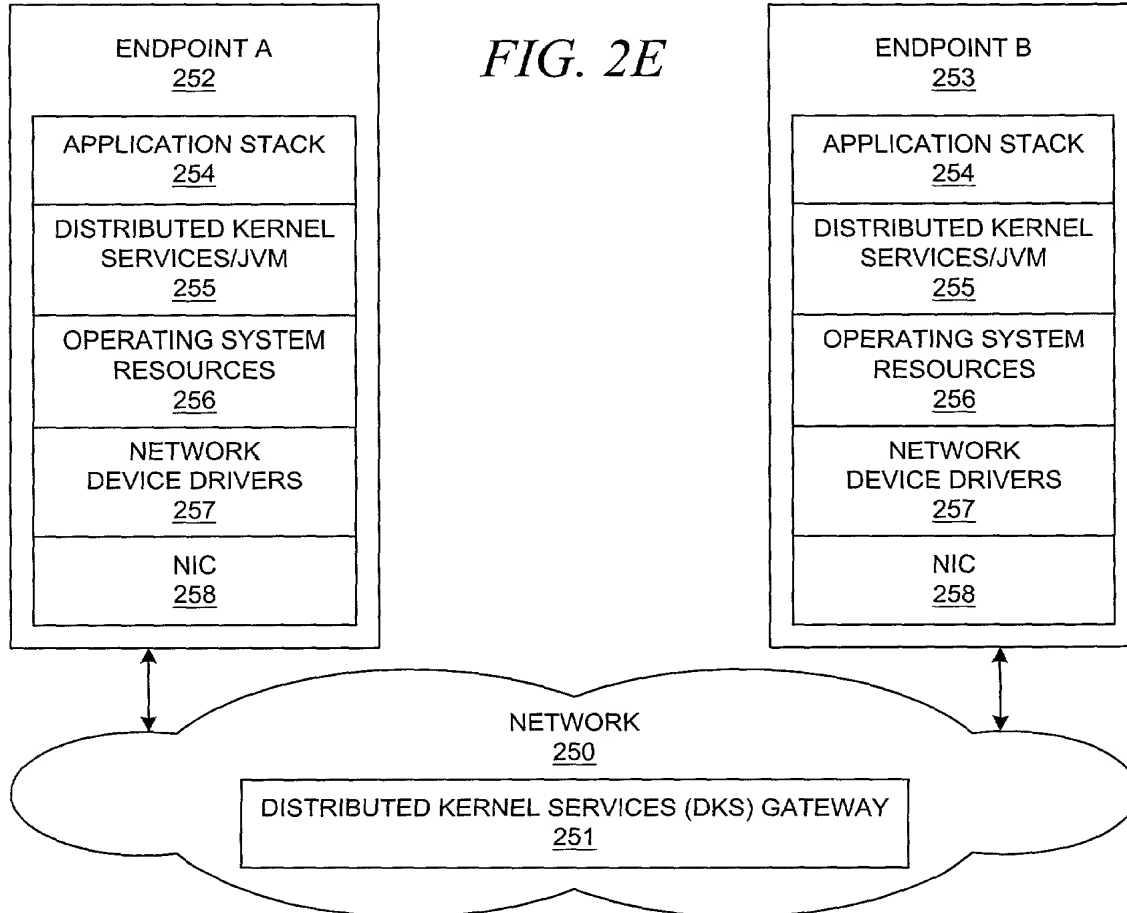 FIG. 2E
ENDPOINT A
252
APPLICATION STACK
254
DISTRIBUTED KERNEL
SERVICES/JVM
255
OPERATING SYSTEM
RESOURCES
256
NETWORK
DEVICE DRIVERS
257
NIC
258
ENDPOINT B
253
APPLICATION STACK
254
DISTRIBUTED KERNEL
SERVICES/JVM
255
OPERATING SYSTEM
RESOURCES
256
NETWORK
DEVICE DRIVERS
257
NIC
258
NETWORK
250
DISTRIBUTED KERNEL SERVICES (DKS) GATEWAY
251